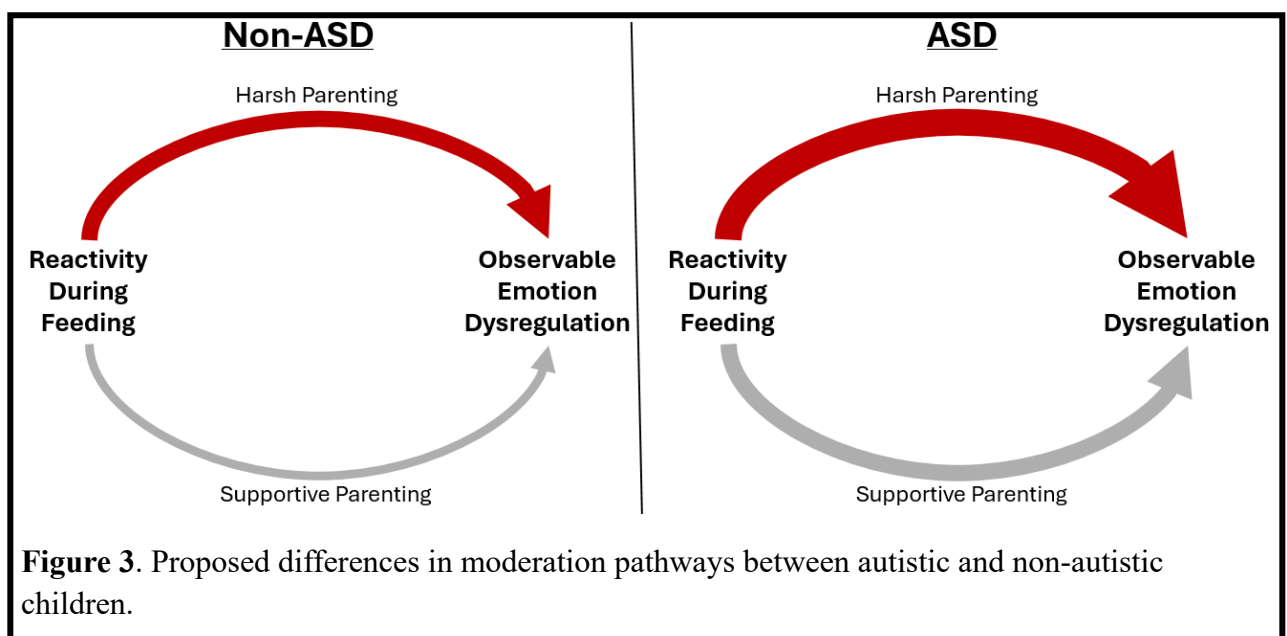 Non-ASD
Harsh Parenting
Reactivity
During
Feeding
Observable
Emotion
Dysregulation
Supportive Parenting
ASD
Harsh Parenting
Reactivity
During
Feeding
Observable
Emotion
Dysregulation
Supportive Parenting
Figure 3. Proposed differences in moderation pathways between autistic and non-autistic
children.